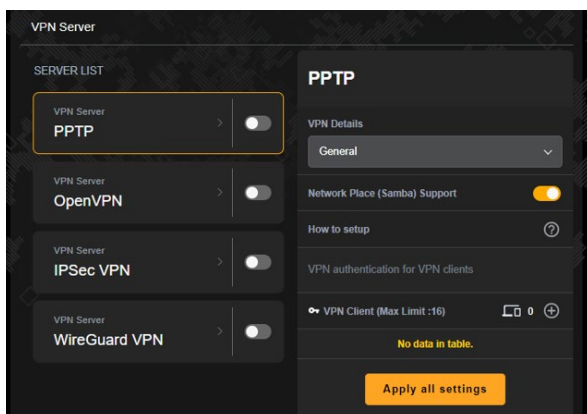 VPN Server
SERVER LIST
VPN Server
PPTP
VPN Server
OpenVPN
VPN Server
IPSec VPN
VPN Server
WireGuard VPN
PPTP
VPN Details
General
Network Place (Samba) Support
How to setup
VPN authentication for VPN clients
VPN Client (Max Limit :16) 0
No data in table.
Apply all settings